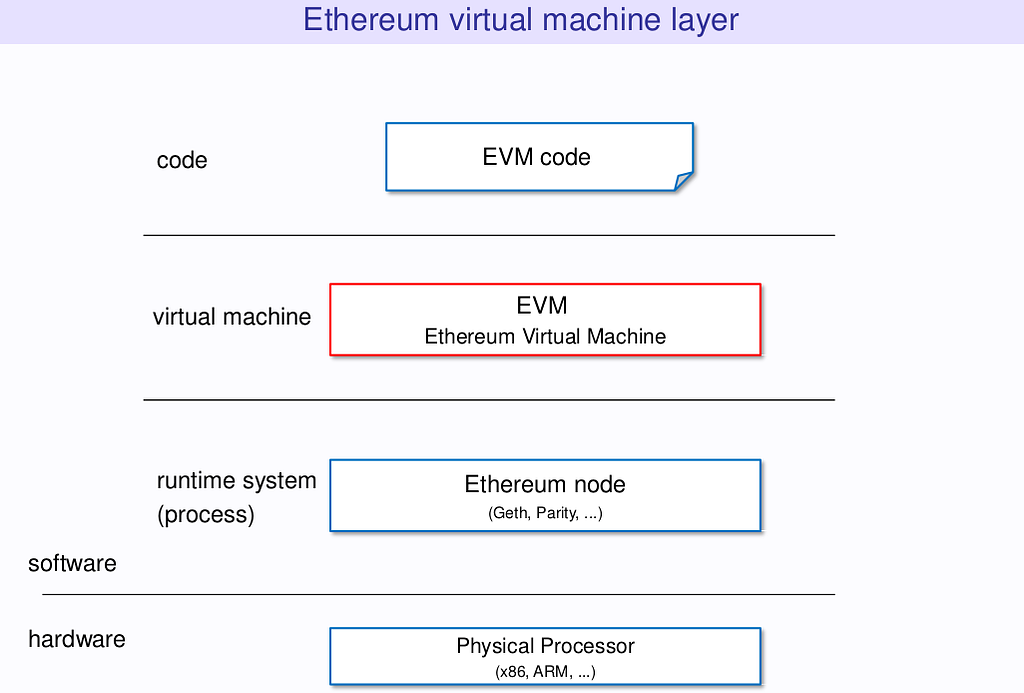 Ethereum virtual machine layer
code
EVM code
virtual machine
EVM
Ethereum Virtual Machine
runtime system
(process)
Ethereum node
(Geth, Parity, ...)
software
hardware
Physical Processor
(x86, ARM, ...)